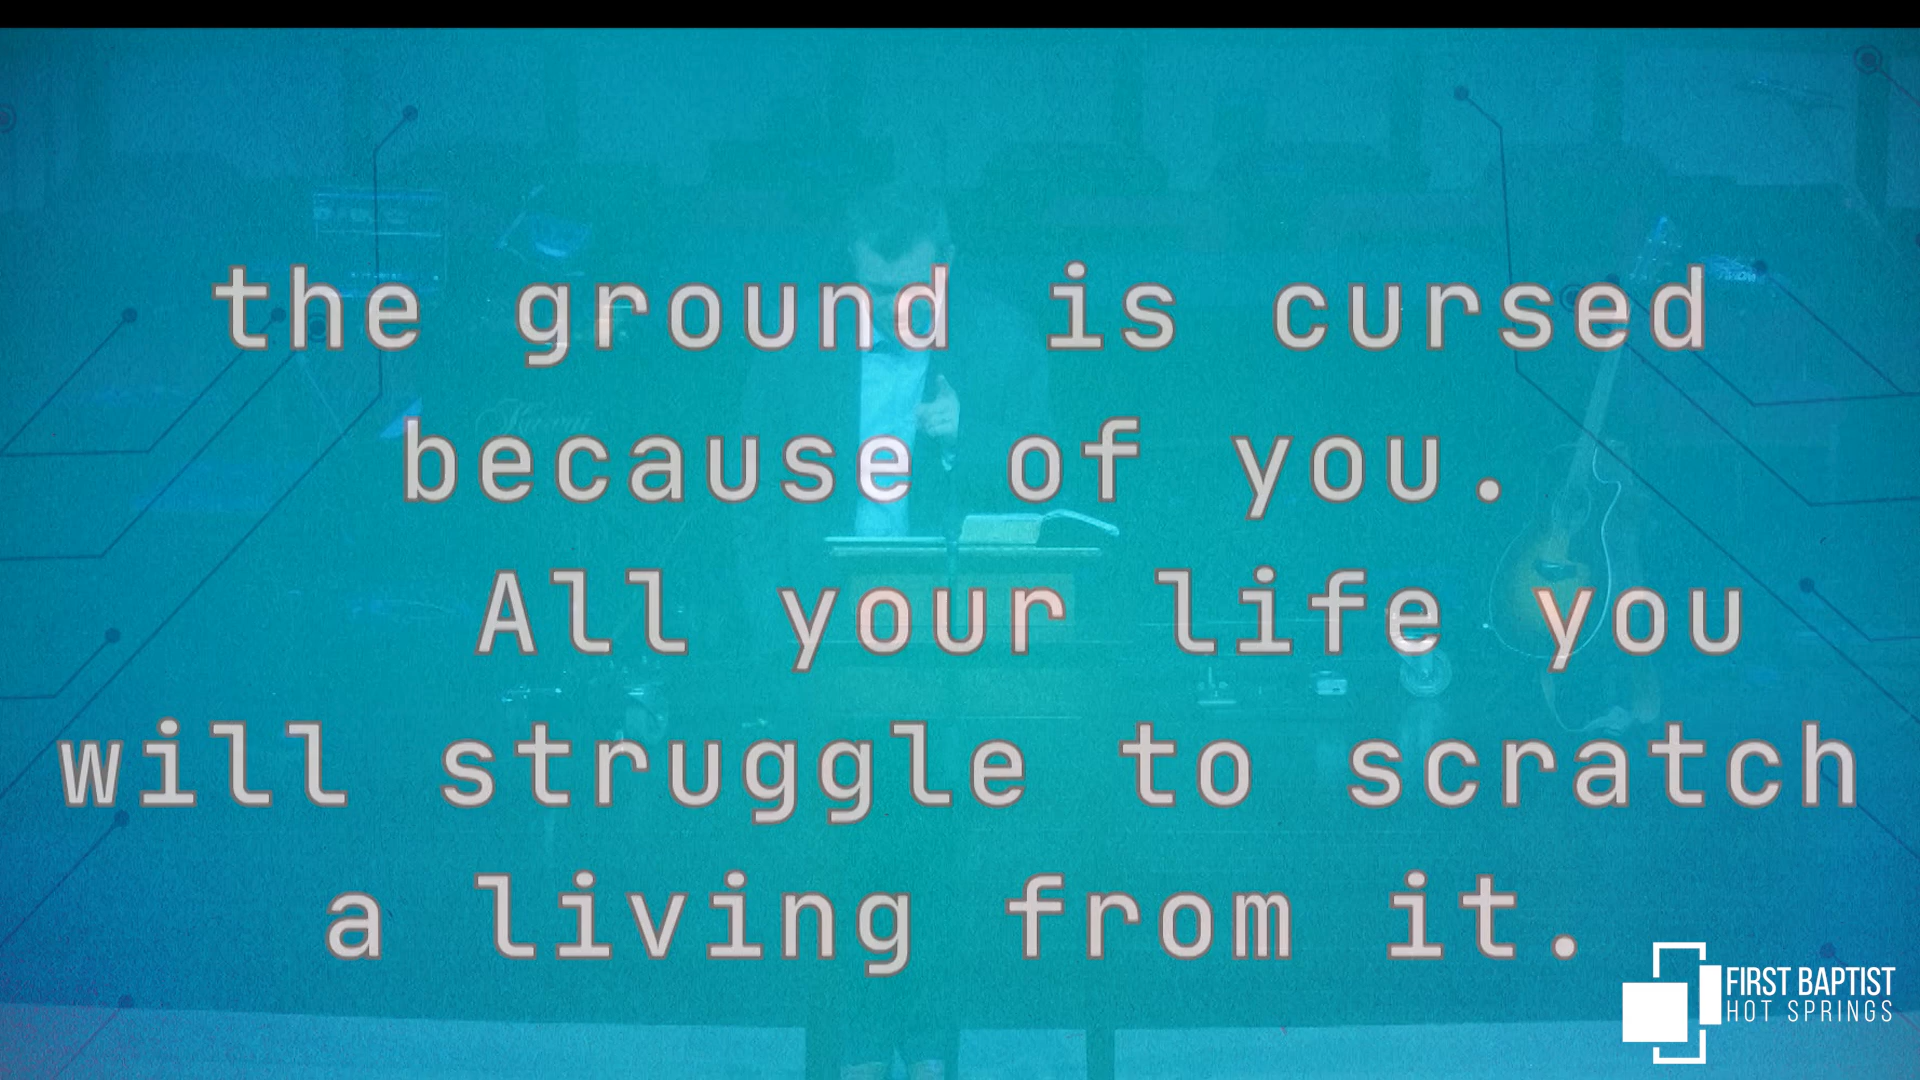 the ground is cursed
because of you.
All your life you
will struggle to scratch
a living from it.
Kawai
FIRST BAPTIST
HOT SPRINGS